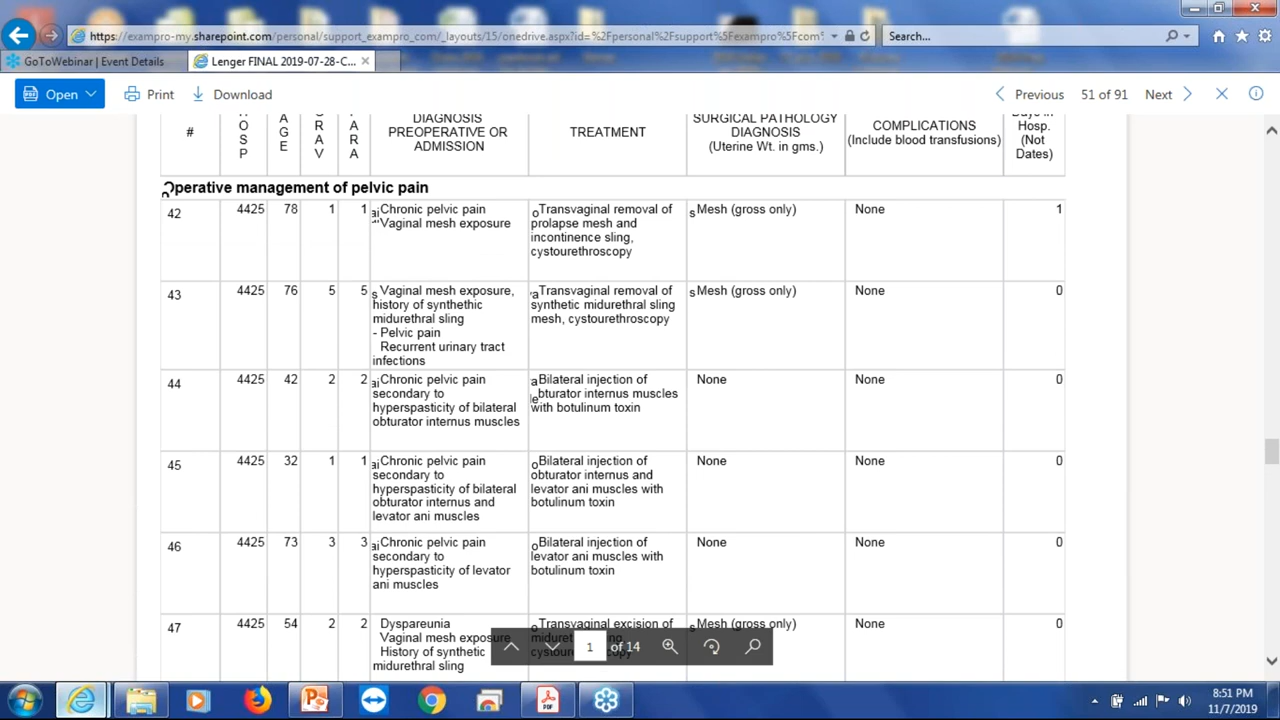 https://exampro-my.sharepoint.com/personal/support_exampro_com/_layouts/15/onedrive.aspx?id=%2Fpersonal%2Fsupport%5Fexampro%5Fcom%
Search...
GoToWebinar | Event Details
Lenger FINAL 2019-07-28-C...
Open
Print
Download
Previous
51 of 91
Next
#
O
S
P
A
G
E
A
V
A
R
A
DIAGNOSIS
PREOPERATIVE OR
ADMISSION
TREATMENT
SURGICAL PATHOLOGY
DIAGNOSIS
(Uterine Wt. in gms.)
COMPLICATIONS
(Include blood transfusions)
Hosp.
(Not
Dates)
Operative management of pelvic pain
42
4425
78
1
1
Chronic pelvic pain
Vaginal mesh exposure
Transvaginal removal of
prolapse mesh and
incontinence sling,
cystourethroscopy
Mesh (gross only)
None
1
43
4425
76
5
5
Vaginal mesh exposure,
history of synthethic
midurethral sling
- Pelvic pain
Recurrent urinary tract
infections
Transvaginal removal of
synthetic midurethral sling
mesh, cystourethroscopy
Mesh (gross only)
None
0
44
4425
42
2
2
Chronic pelvic pain
secondary to
hyperspasticity of bilateral
obturator internus muscles
Bilateral injection of
bturator internus muscles
with botulinum toxin
None
None
0
45
4425
32
1
1
Chronic pelvic pain
secondary to
hyperspasticity of bilateral
obturator internus and
levator ani muscles
Bilateral injection of
obturator internus and
levator ani muscles with
botulinum toxin
None
None
0
46
4425
73
3
3
Chronic pelvic pain
secondary to
hyperspasticity of levator
ani muscles
Bilateral injection of
levator ani muscles with
botulinum toxin
None
None
0
47
4425
54
2
2
Dyspareunia
Vaginal mesh exposure
History of synthetic
midurethral sling
Transvaginal excision of
Mesh (gross only)
None
0
1 of 14
8:51 PM
11/7/2019